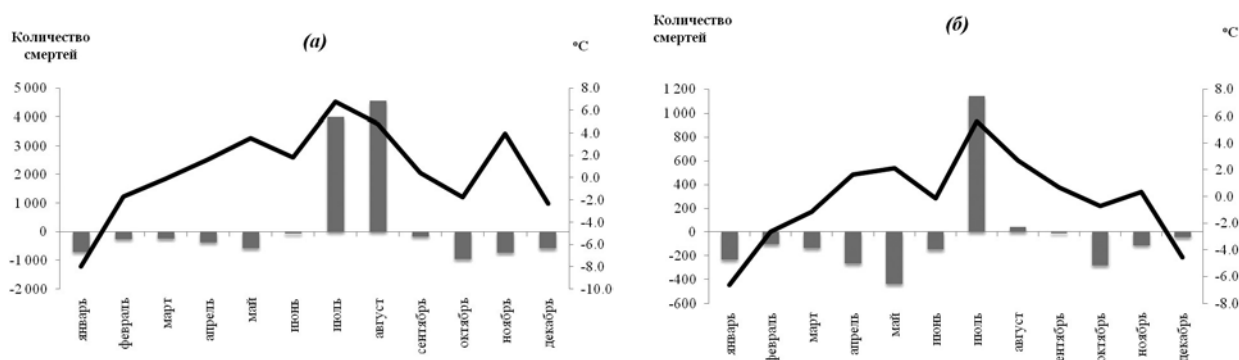 (а)
Количество
смертей
°C
5 000
4 000
3 000
2 000
1 000
0
-1 000
-2 000
8.0
6.0
4.0
2.0
0.0
-2.0
-4.0
-6.0
-8.0
-10.0
январь
февраль
март
апрель
май
июнь
июль
август
сентябрь
октябрь
ноябрь
декабрь
(б)
Количество
смертей
°C
1 200
1 000
800
600
400
200
0
-200
-400
-600
8.0
6.0
4.0
2.0
0.0
-2.0
-4.0
-6.0
-8.0
январь
февраль
март
апрель
май
июнь
июль
август
сентябрь
октябрь
ноябрь
декабрь